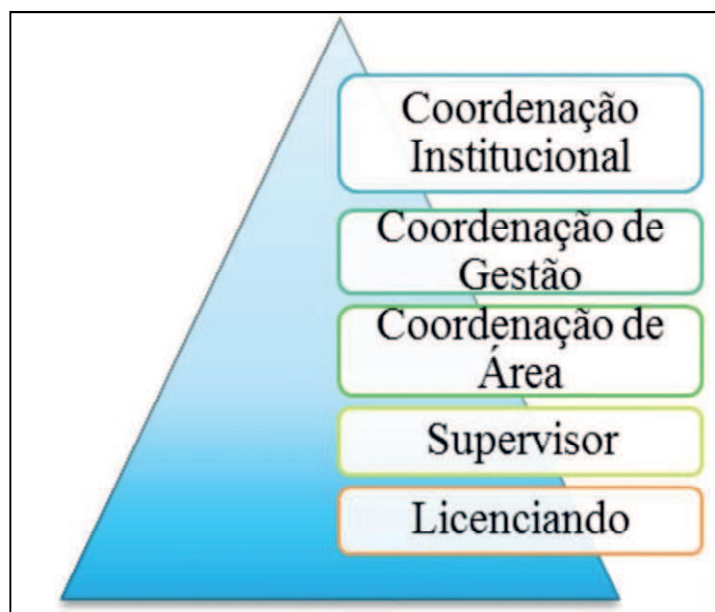 Coordenação
Institucional
Coordenação de
Gestão
Coordenação de
Área
Supervisor
Licenciando